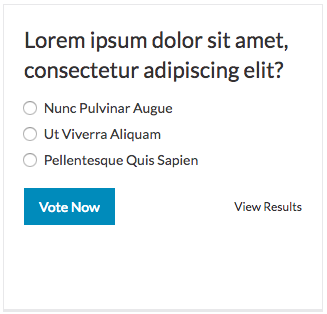 Lorem ipsum dolor sit amet,
consectetur adipiscing elit?
Nunc Pulvinar Augue
Ut Viverra Aliquam
Pellentesque Quis Sapien
Vote Now
View Results